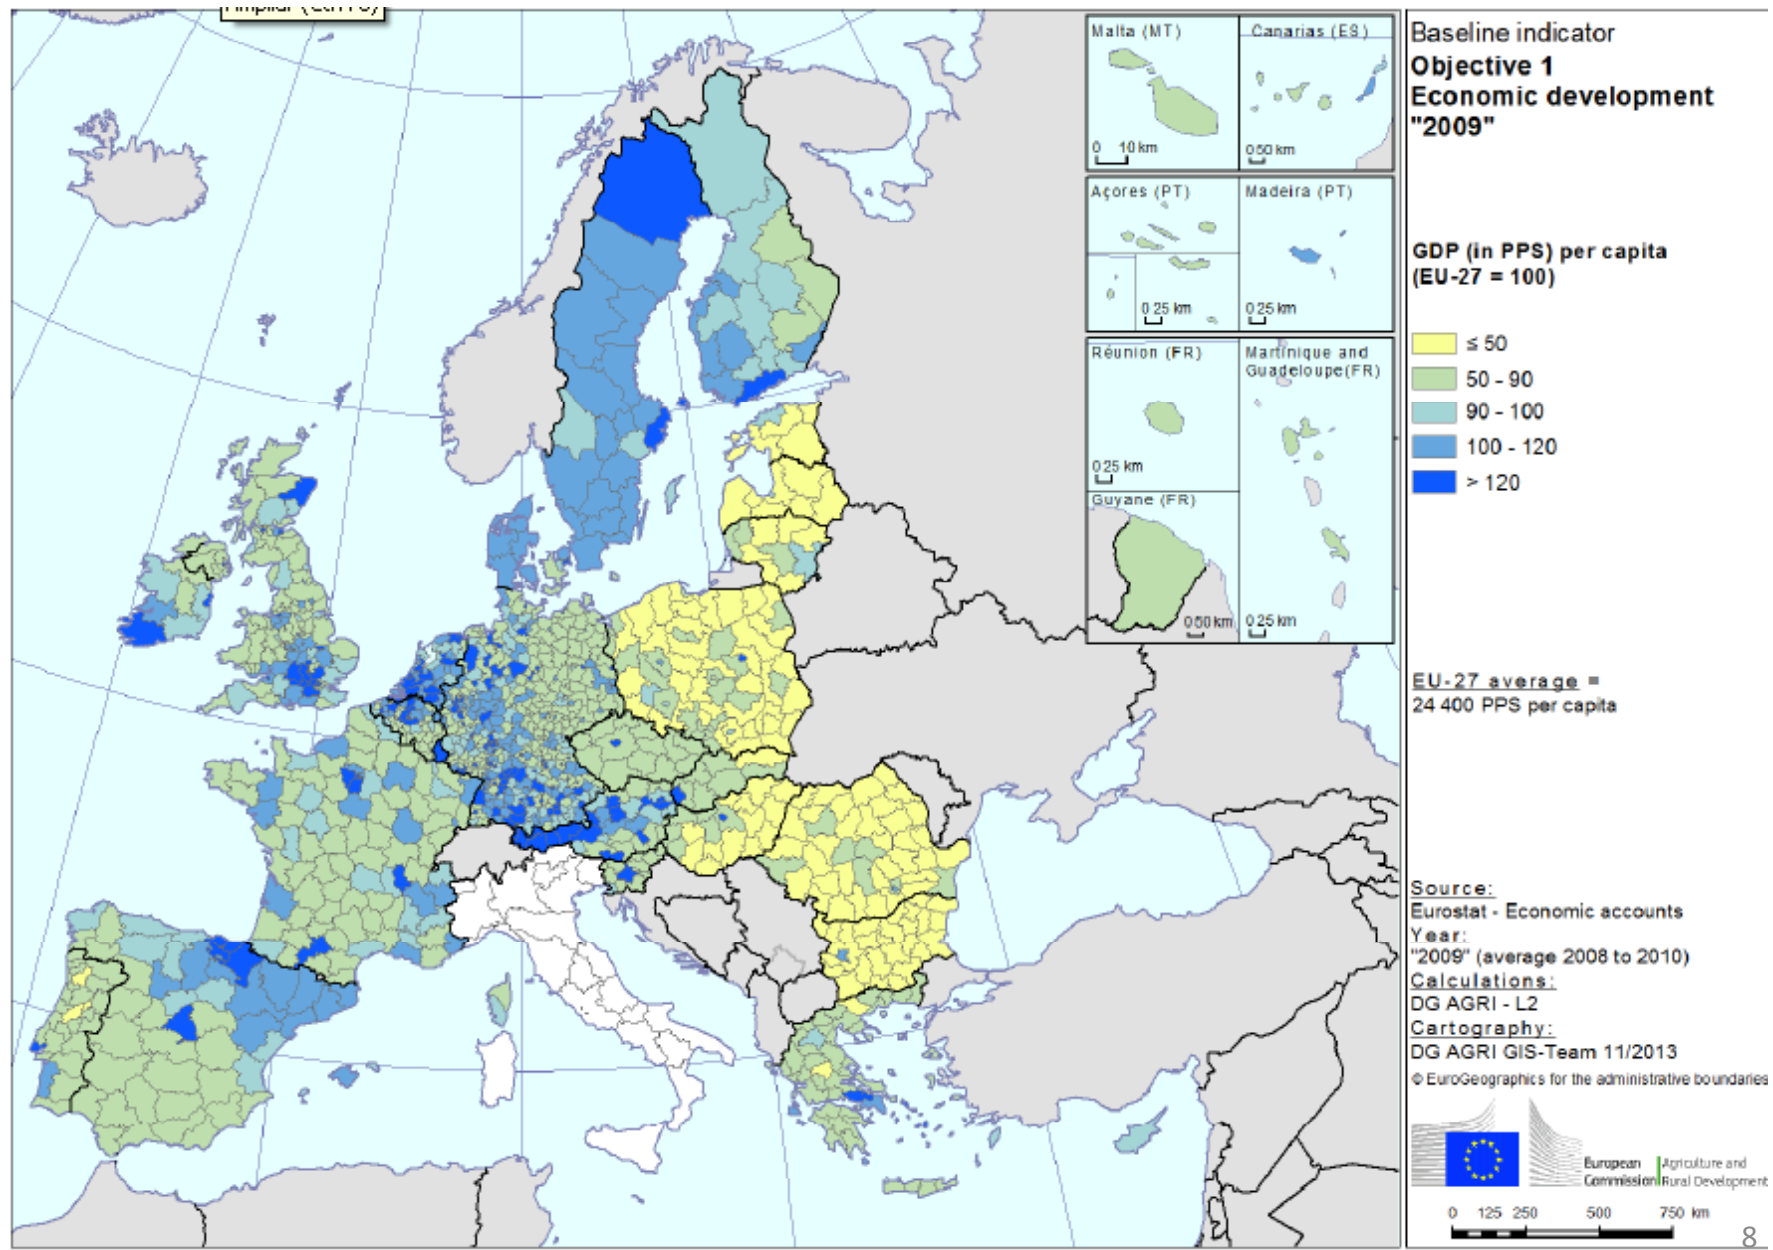 Malta (MT)
Canarias (ES)
0 10 km
0 50 km
Açores (PT)
Madeira (PT)
0 25 km
0 25 km
Réunion (FR)
Martinique and
Guadeloupe(FR)
0 25 km
Guyane (FR)
0 50 km
0 25 km
Baseline indicator
Objective 1
Economic development
"2009"
GDP (in PPS) per capita
(EU-27 = 100)
≤ 50
50 - 90
90 - 100
100 - 120
> 120
EU-27 average =
24 400 PPS per capita
Source:
Eurostat - Economic accounts
Year:
"2009" (average 2008 to 2010)
Calculations:
DG AGRI - L2
Cartography:
DG AGRI GIS-Team 11/2013
© EuroGeographics for the administrative boundaries
European
Commission
Agriculture and
Rural Development
0 125 250 500 750 km
8